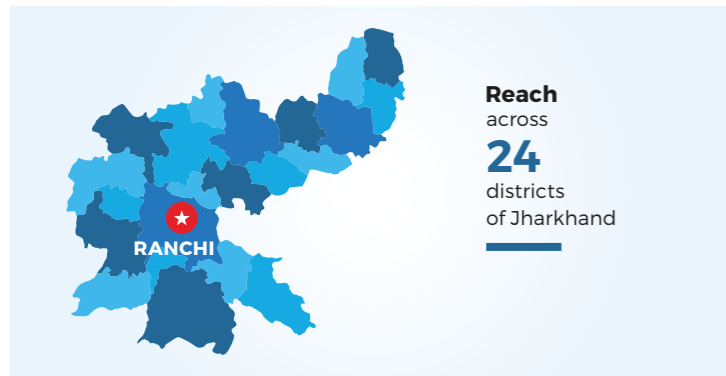 RANCHI
Reach
across
24
districts
of Jharkhand